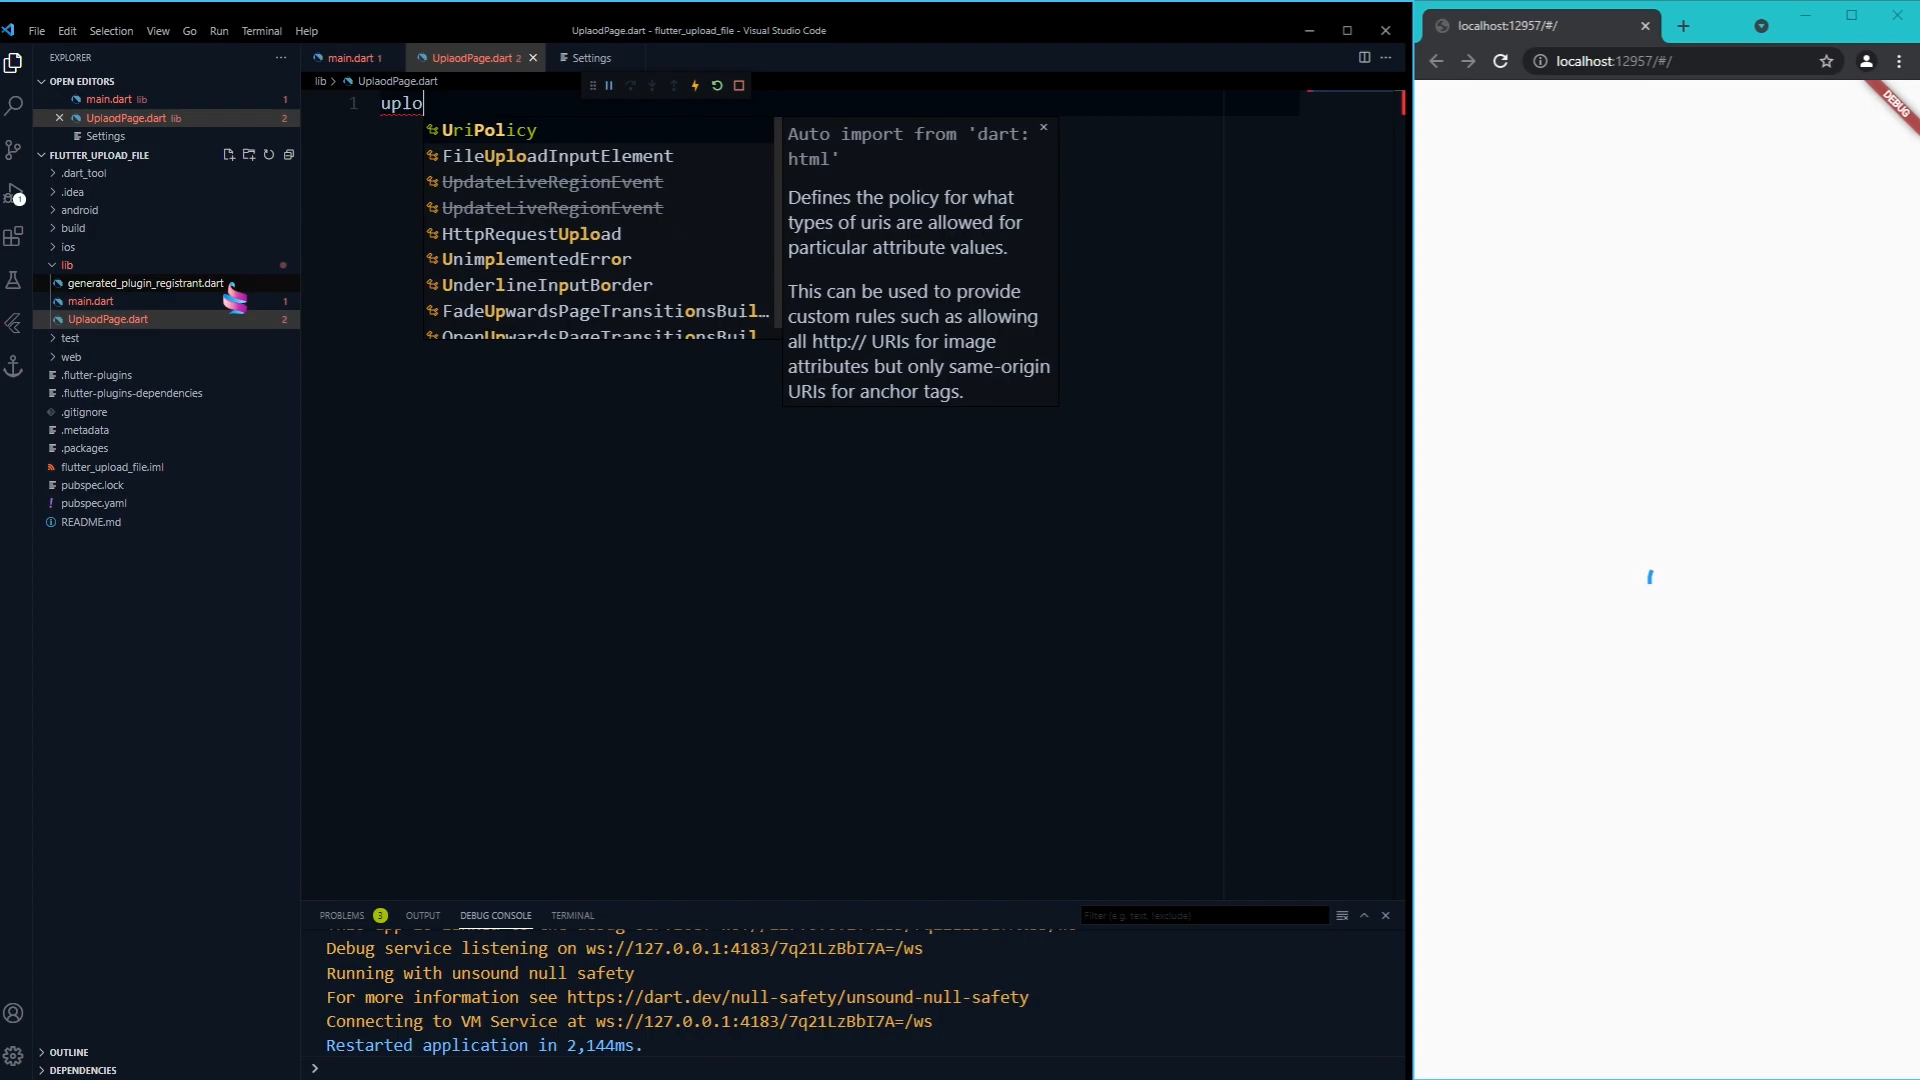 File Edit Selection View Go Run Terminal Help
UplaodPage.dart - flutter_upload_file - Visual Studio Code
EXPLORER
OPEN EDITORS
main.dart lib 1
UplaodPage.dart lib 2
Settings
FLUTTER_UPLOAD_FILE
.dart_tool
.idea
android
build
ios
lib
generated_plugin_registrant.dart
main.dart 1
UplaodPage.dart 2
test
web
.flutter-plugins
.flutter-plugins-dependencies
.gitignore
.metadata
.packages
flutter_upload_file.iml
pubspec.lock
pubspec.yaml
README.md
OUTLINE
DEPENDENCIES
1
main.dart 1
UplaodPage.dart 2
Settings
lib > UplaodPage.dart
1 uplo
UriPolicy
FileUploadInputElement
UpdateLiveRegionEvent
UpdateLiveRegionEvent
HttpRequestUpload
UnimplementedError
UnderlineInputBorder
FadeUpwardsPageTransitionsBuil…
OpenUpwardsPageTransitionsBuil
Auto import from 'dart:
html'
Defines the policy for what
types of uris are allowed for
particular attribute values.
This can be used to provide
custom rules such as allowing
all http:// URIs for image
attributes but only same-origin
URIs for anchor tags.
PROBLEMS 3 OUTPUT DEBUG CONSOLE TERMINAL
Filter (e.g. text, !exclude)
Debug service listening on ws://127.0.0.1:4183/7q21LzBbI7A=/ws
Running with unsound null safety
For more information see https://dart.dev/null-safety/unsound-null-safety
Connecting to VM Service at ws://127.0.0.1:4183/7q21LzBbI7A=/ws
Restarted application in 2,144ms.
localhost:12957/#/
localhost:12957/#/
DEBUG